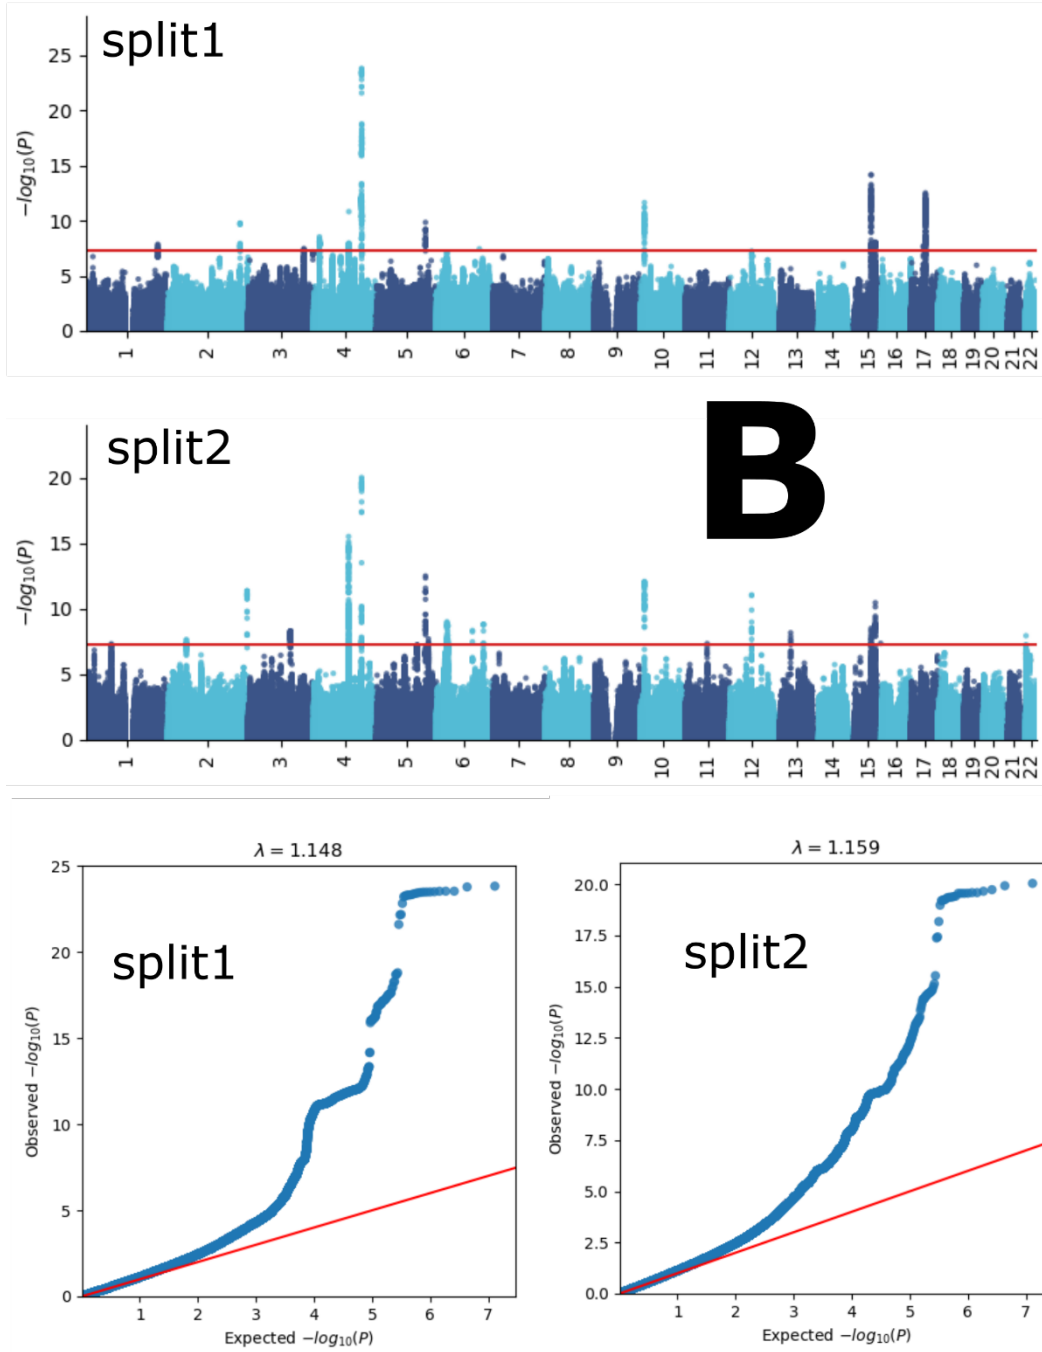 split1
25
20
15
10
5
0
−log₁₀(P)
1 2 3 4 5 6 7 8 9 10 11 12 13 14 15 16 17 18 19 20 21 22
B
split2
20
15
10
5
0
−log₁₀(P)
1 2 3 4 5 6 7 8 9 10 11 12 13 14 15 16 17 18 19 20 21 22
λ = 1.148
split1
25
20
15
10
5
0
Observed −log₁₀(P)
1 2 3 4 5 6 7
Expected −log₁₀(P)
λ = 1.159
split2
20.0
17.5
15.0
12.5
10.0
7.5
5.0
2.5
0.0
Observed −log₁₀(P)
1 2 3 4 5 6 7
Expected −log₁₀(P)